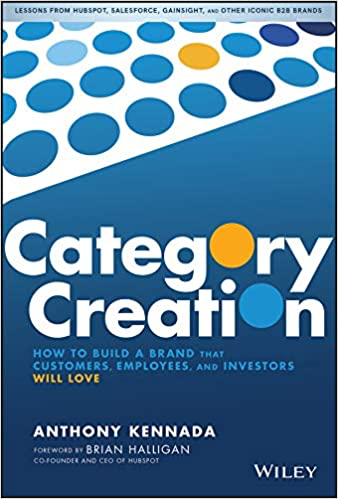 LESSONS FROM HUBSPOT, SALESFORCE, GAINSIGHT, AND OTHER ICONIC B2B BRANDS
Category
Creation
HOW TO BUILD A BRAND THAT
CUSTOMERS, EMPLOYEES, AND INVESTORS
WILL LOVE
ANTHONY KENNADA
FOREWORD BY BRIAN HALLIGAN
CO-FOUNDER AND CEO OF HUBSPOT
WILEY